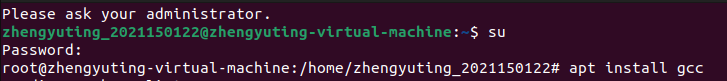 Please ask your administrator.
zhengyuting_2021150122@zhengyuting-virtual-machine:~$ su
Password:
root@zhengyuting-virtual-machine:/home/zhengyuting_2021150122# apt install gcc